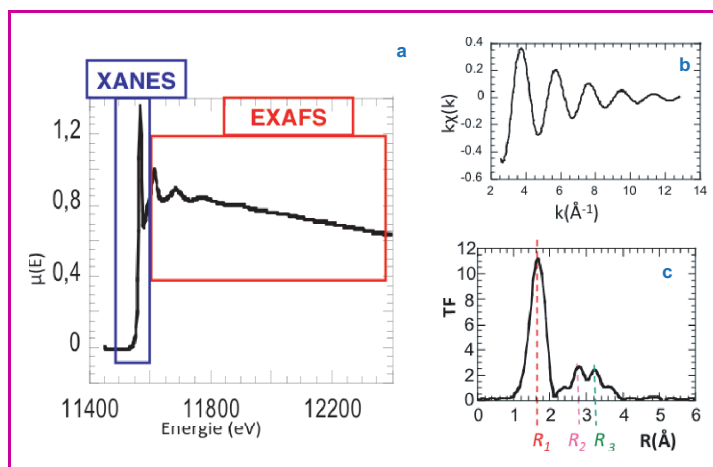 a
XANES
EXAFS
1,2
0,8
0,4
0
μ(E)
11400 11800 12200
Energie (eV)
b
0.4
0.2
0
-0.2
-0.4
-0.6
kχ(k)
2 4 6 8 10 12 14
k(Å-1)
c
12
10
8
6
4
2
0
TF
0 1 2 3 4 5 6
R1 R2 R3 R(Å)